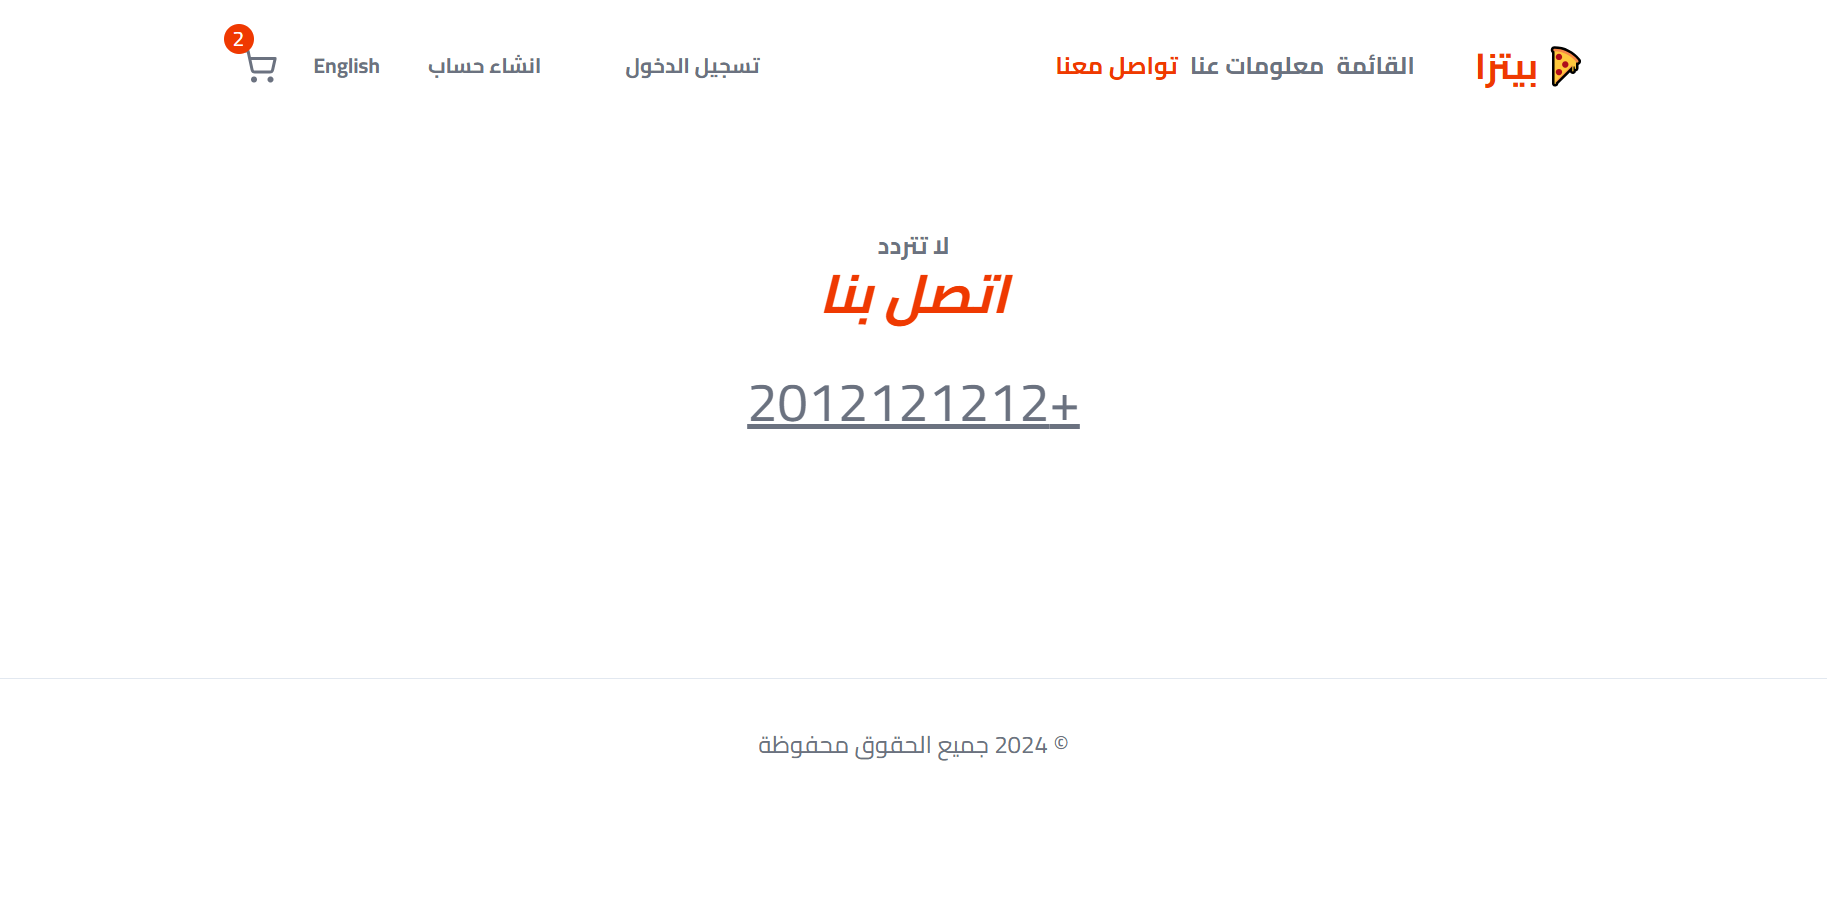 بيتزا القائمة معلومات عنا تواصل معنا تسجيل الدخول انشاء حساب English 2
لا تتردد
اتصل بنا
2012121212+
© 2024 جميع الحقوق محفوظة